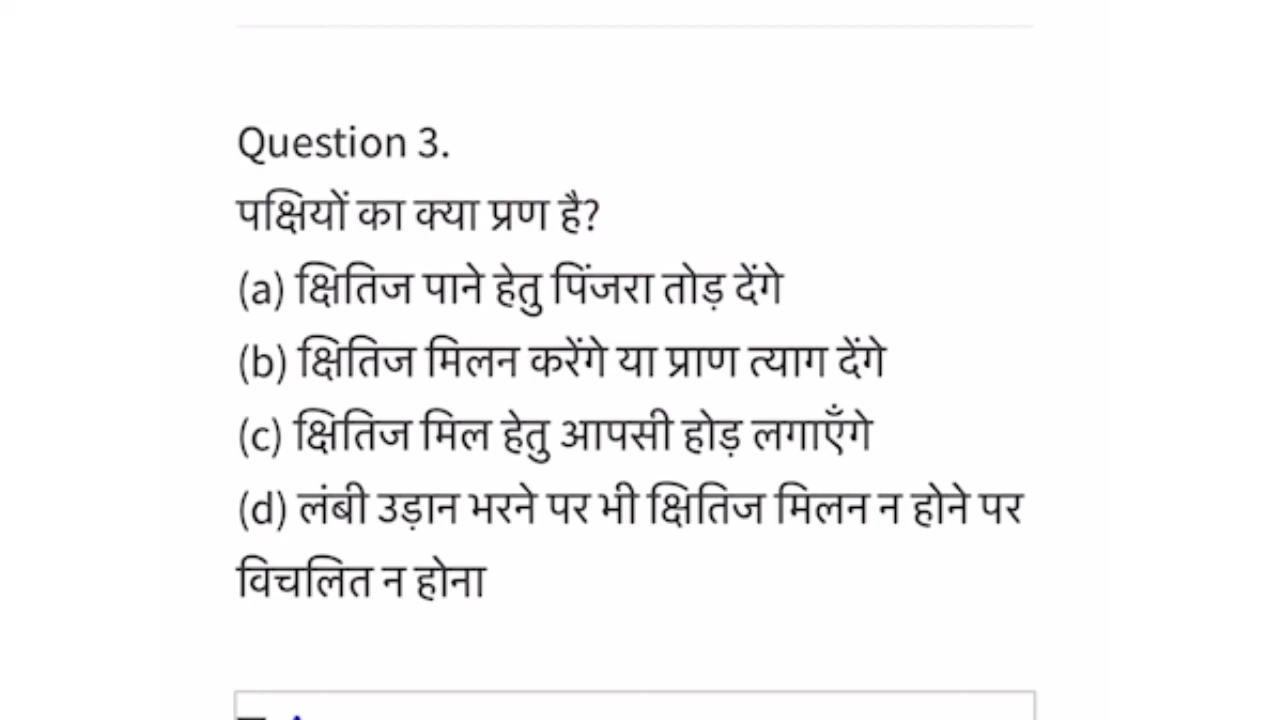 Question 3.
पक्षियों का क्या प्रण है?
(a) क्षितिज पाने हेतु पिंजरा तोड़ देंगे
(b) क्षितिज मिलन करेंगे या प्राण त्याग देंगे
(c) क्षितिज मिल हेतु आपसी होड़ लगाएँगे
(d) लंबी उड़ान भरने पर भी क्षितिज मिलन न होने पर
विचलित न होना